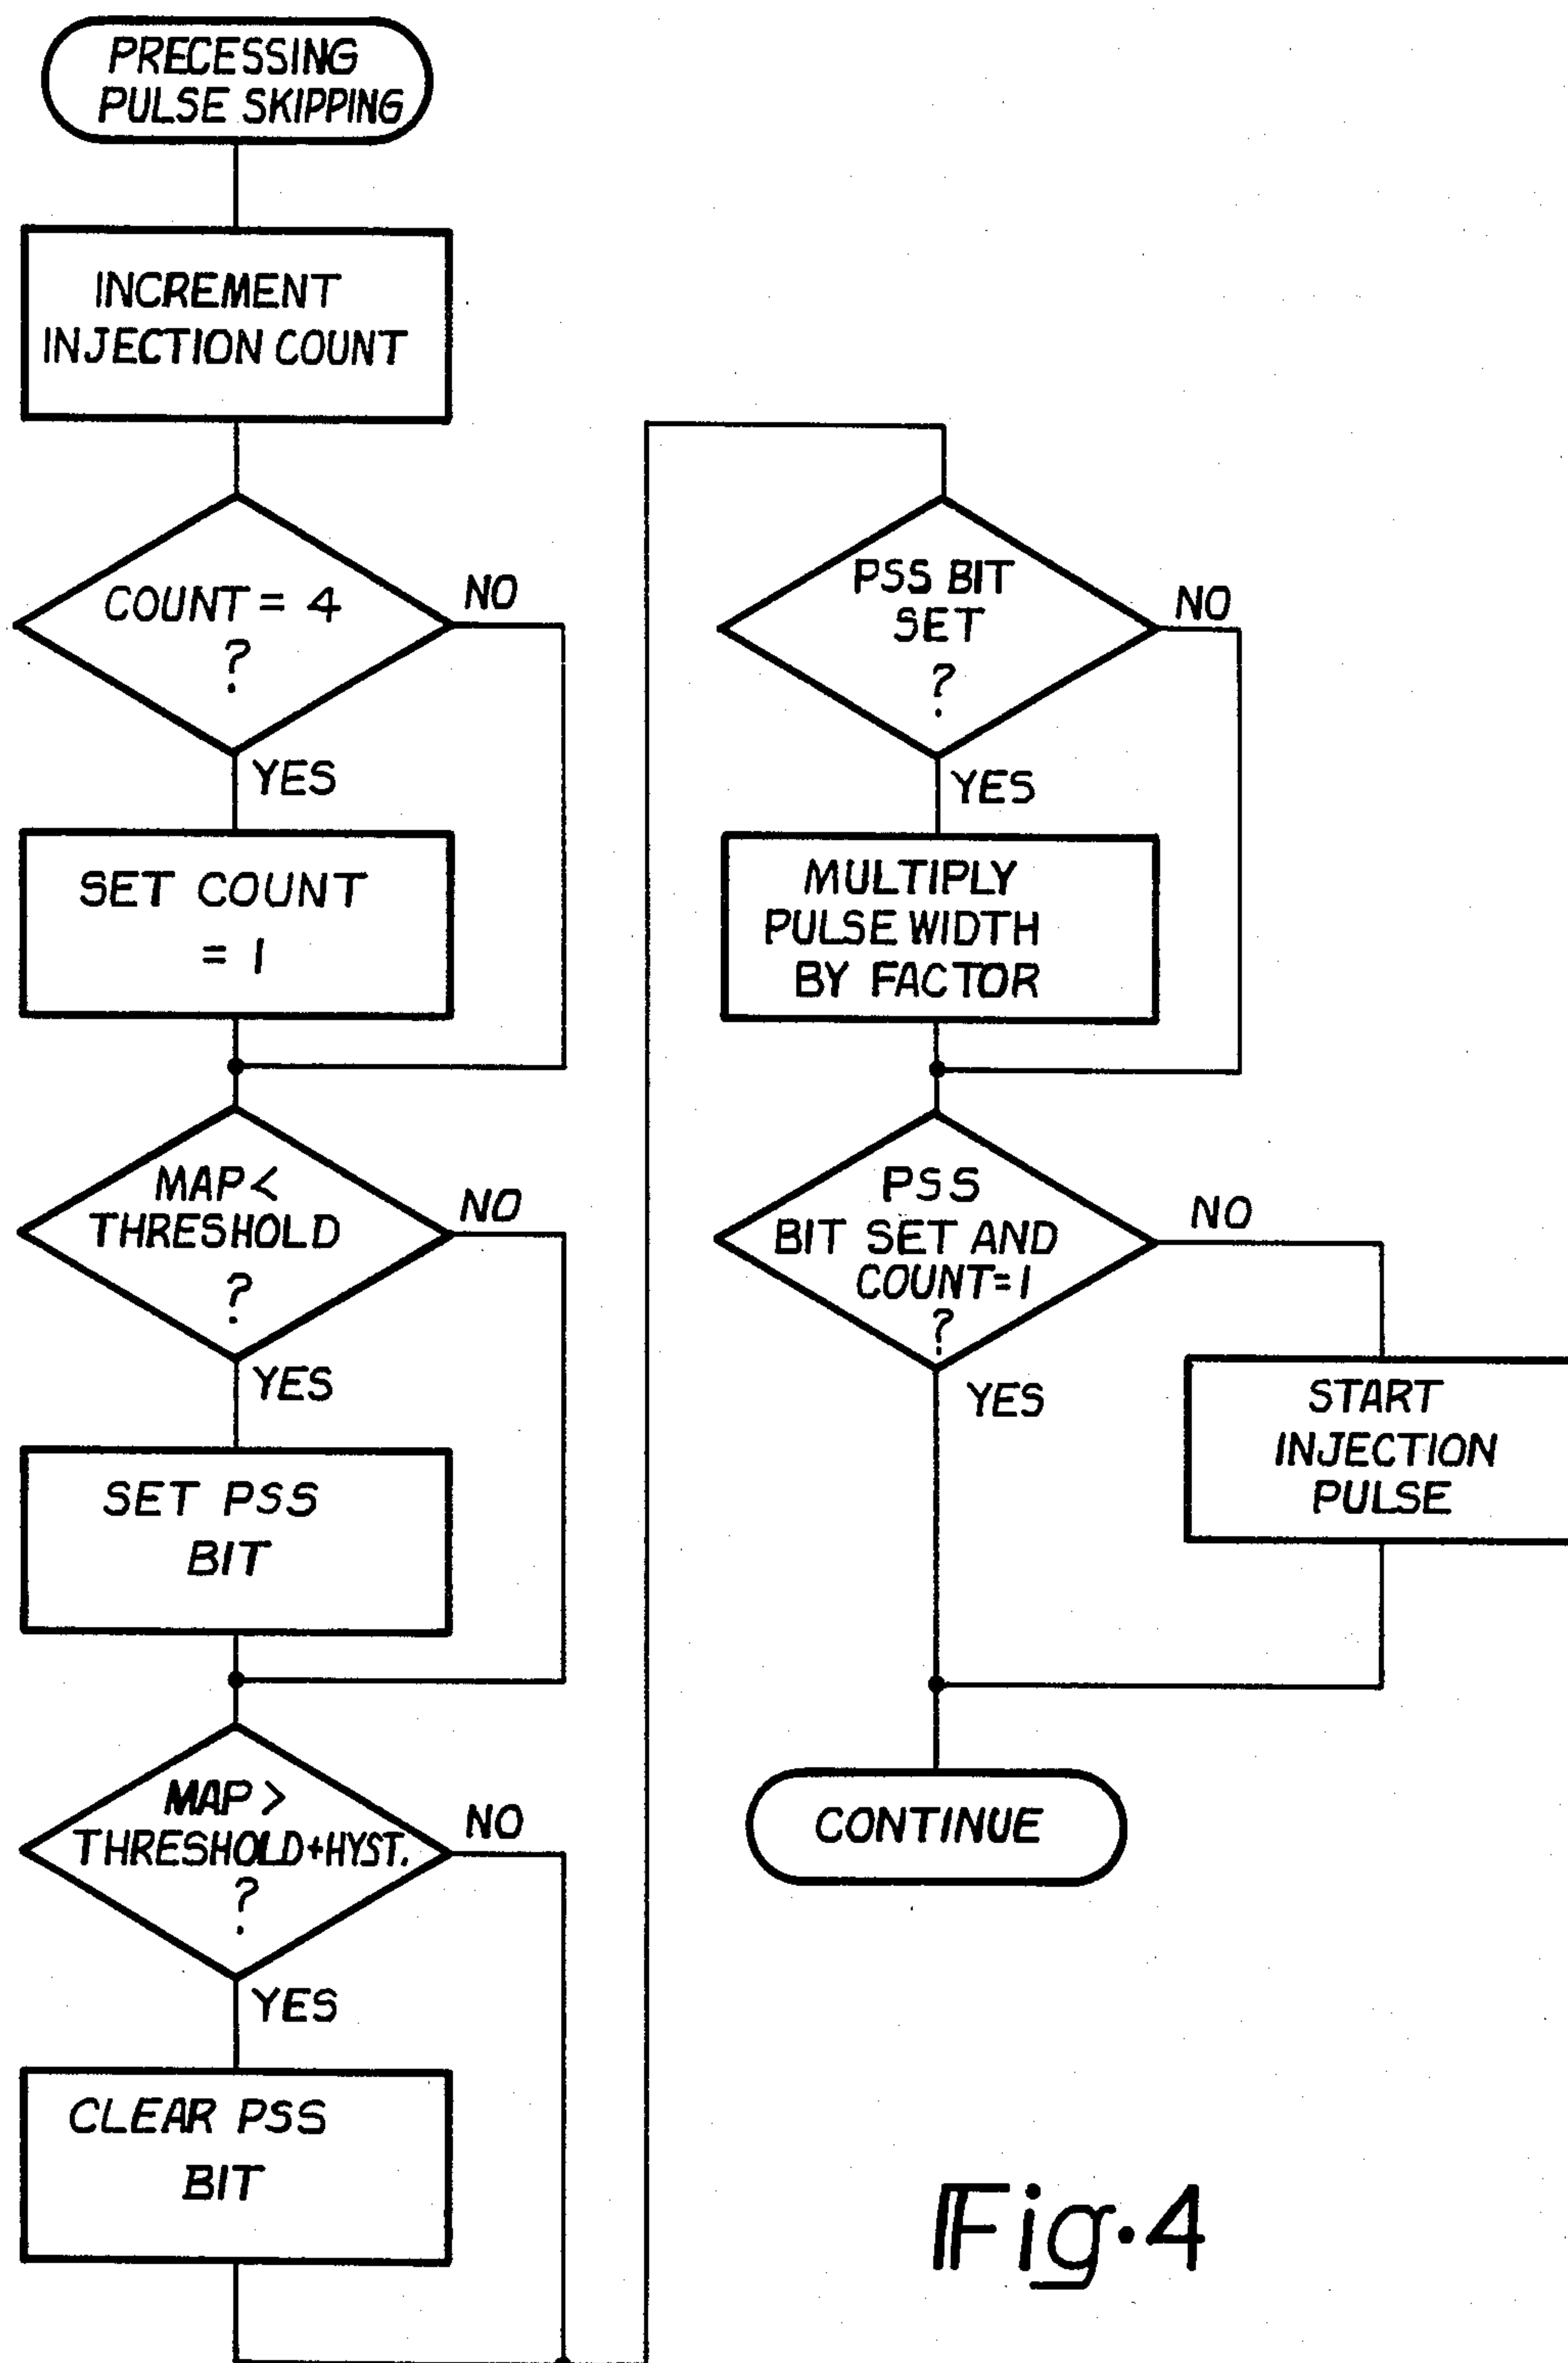 PRECESSING
PULSE SKIPPING
INCREMENT
INJECTION COUNT
COUNT = 4
?
NO
YES
SET COUNT
= 1
MAP <
THRESHOLD
?
NO
YES
SET PSS
BIT
MAP >
THRESHOLD+HYST.
?
NO
YES
CLEAR PSS
BIT
PSS BIT
SET
?
NO
YES
MULTIPLY
PULSE WIDTH
BY FACTOR
PSS
BIT SET AND
COUNT=1
?
NO
YES
START
INJECTION
PULSE
CONTINUE
Fig.4